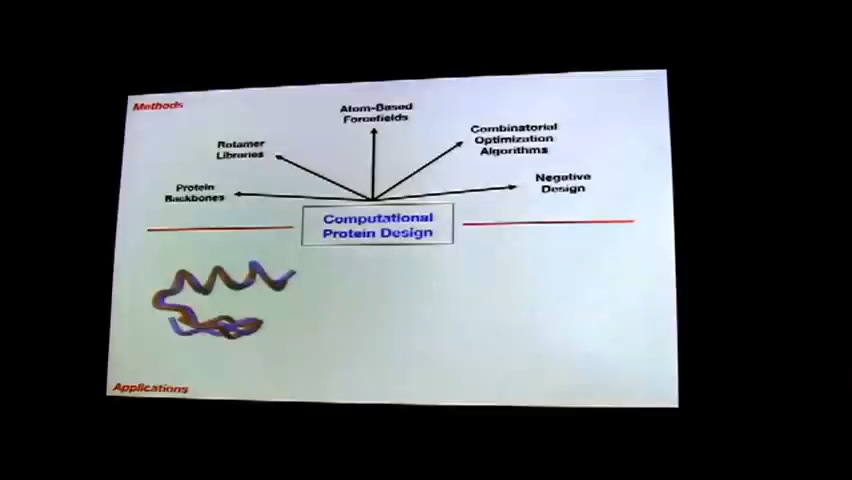 Methods
Atom-Based
Forcefields
Combinatorial
Optimization
Algorithms
Rotamer
Libraries
Negative
Design
Protein
Backbones
Computational
Protein Design
Applications